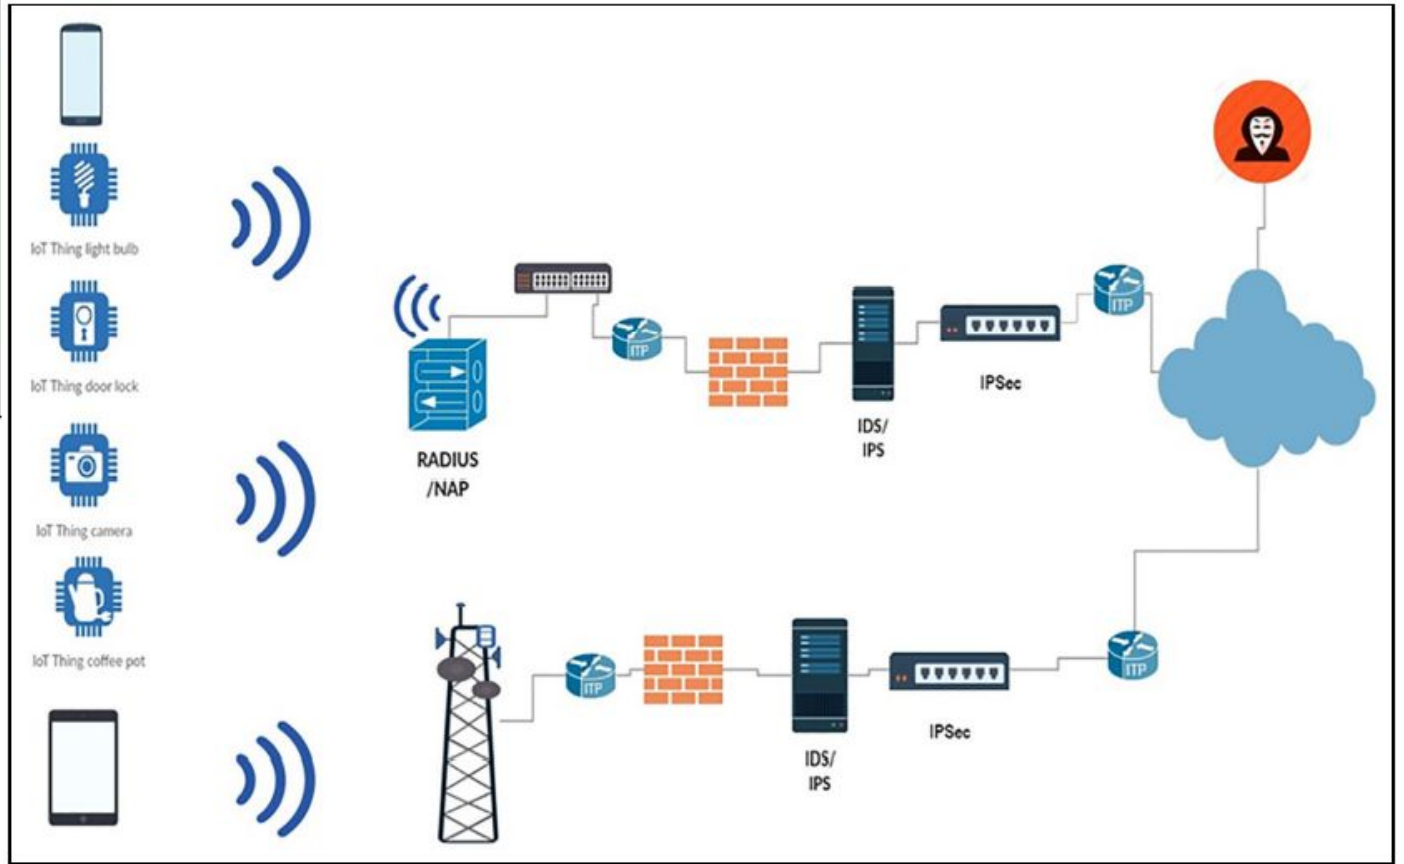 IoT Thing light bulb
IoT Thing door lock
IoT Thing camera
IoT Thing coffee pot
RADIUS
/NAP
ITP
IDS/
IPS
IPSec
ITP
ITP
IDS/
IPS
IPSec
ITP